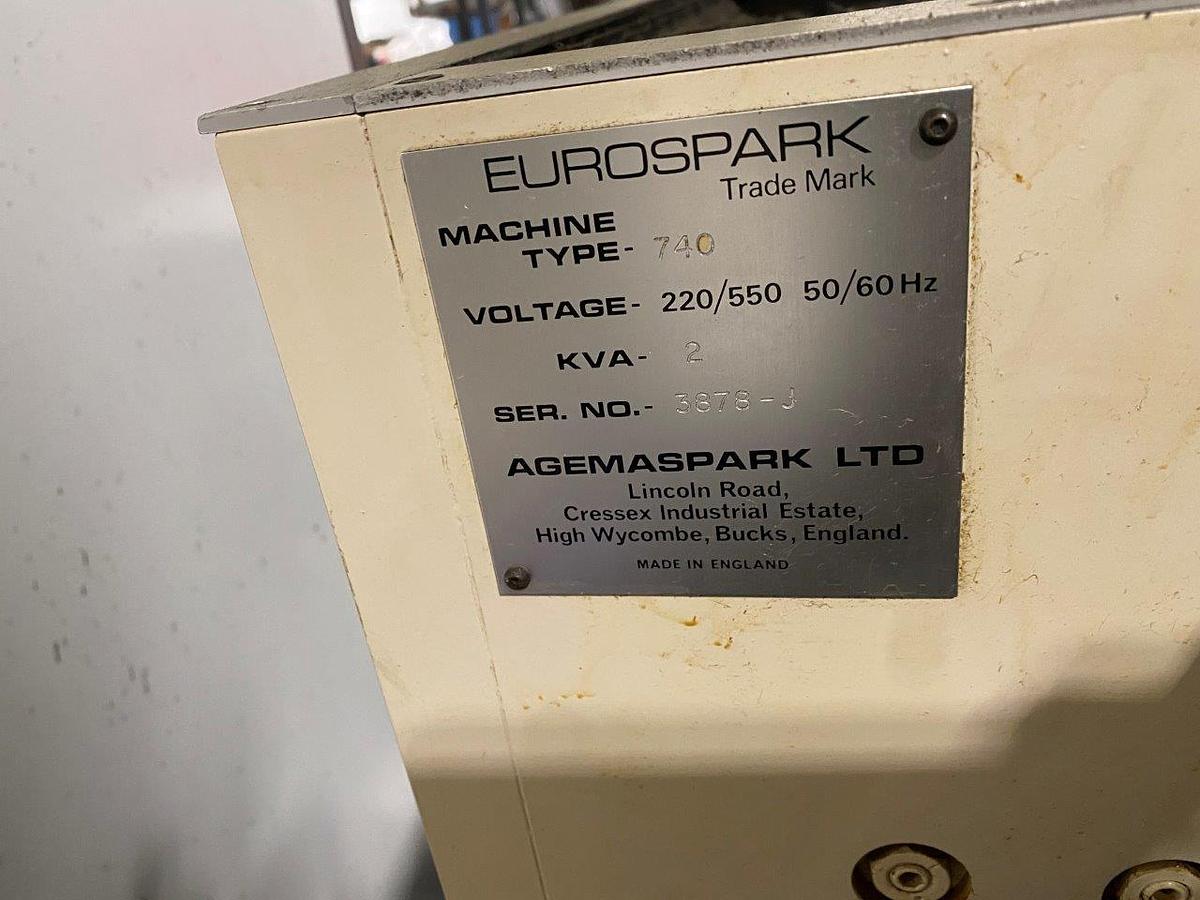 EUROSPARK
Trade Mark
MACHINE
TYPE- 740
VOLTAGE- 220/550 50/60 Hz
KVA- 2
SER. NO.- 3878-J
AGEMASPARK LTD
Lincoln Road,
Cressex Industrial Estate,
High Wycombe, Bucks, England.
MADE IN ENGLAND